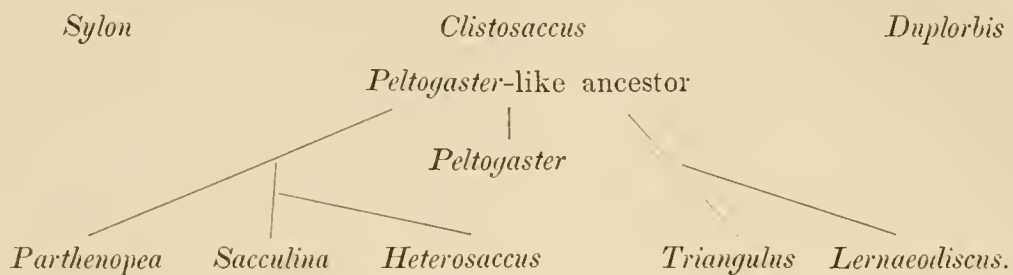 Sylon Clistosaccus Duplorbis
Peltogaster-like ancestor
Peltogaster
Parthenopea Sacculina Heterosaccus Triangulus Lernaeodiscus.